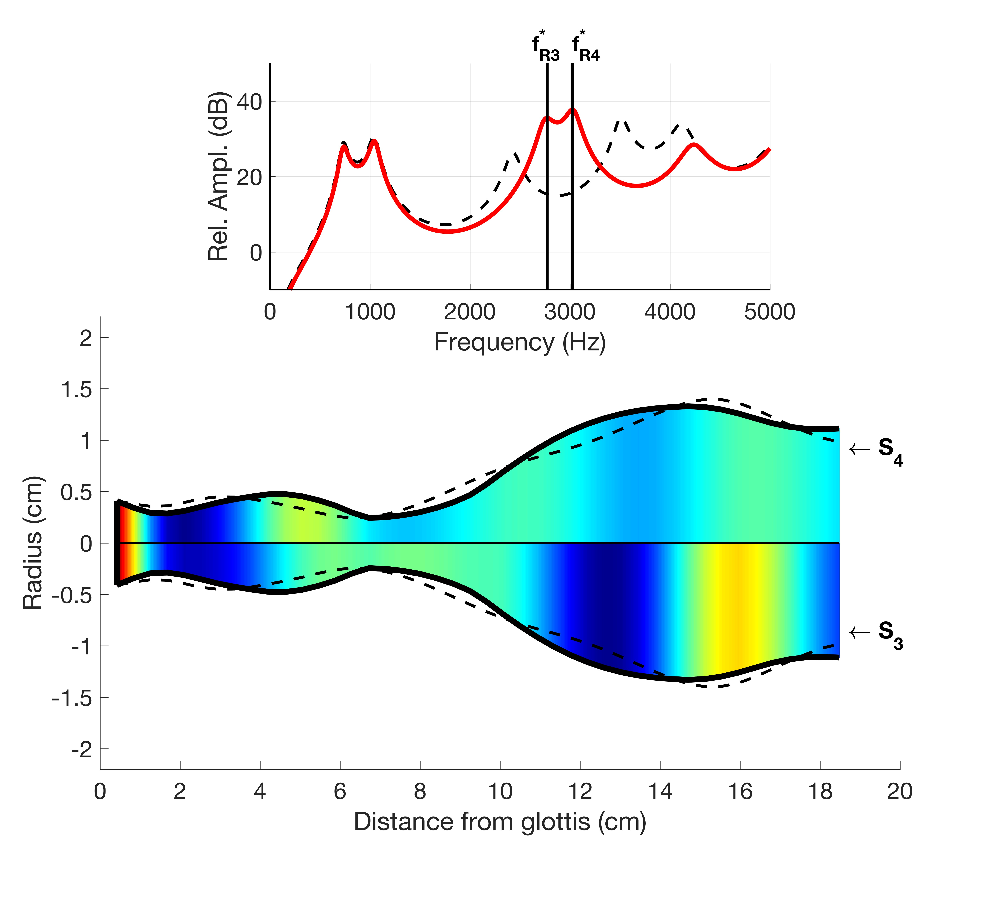 f*R3 f*R4
40
20
0
Rel. Ampl. (dB)
0 1000 2000 3000 4000 5000
Frequency (Hz)
2
1.5
1
0.5
0
-0.5
-1
-1.5
-2
Radius (cm)
← S4
← S3
0 2 4 6 8 10 12 14 16 18 20
Distance from glottis (cm)